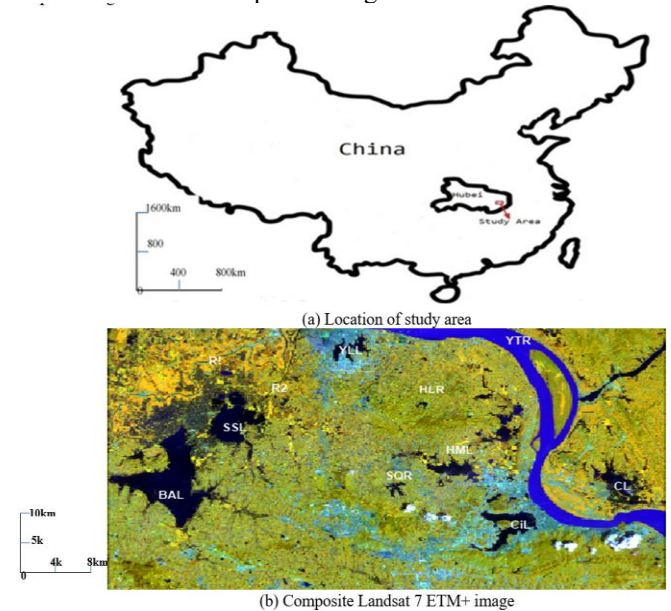 China
Hubei
Study Area
1600km
800
0
400 800km
(a) Location of study area
YTR
YLL
R1
R2
HLR
SSL
HML
SQR
BAL
CL
CiL
10km
5k
0 4k 8km
(b) Composite Landsat 7 ETM+ image